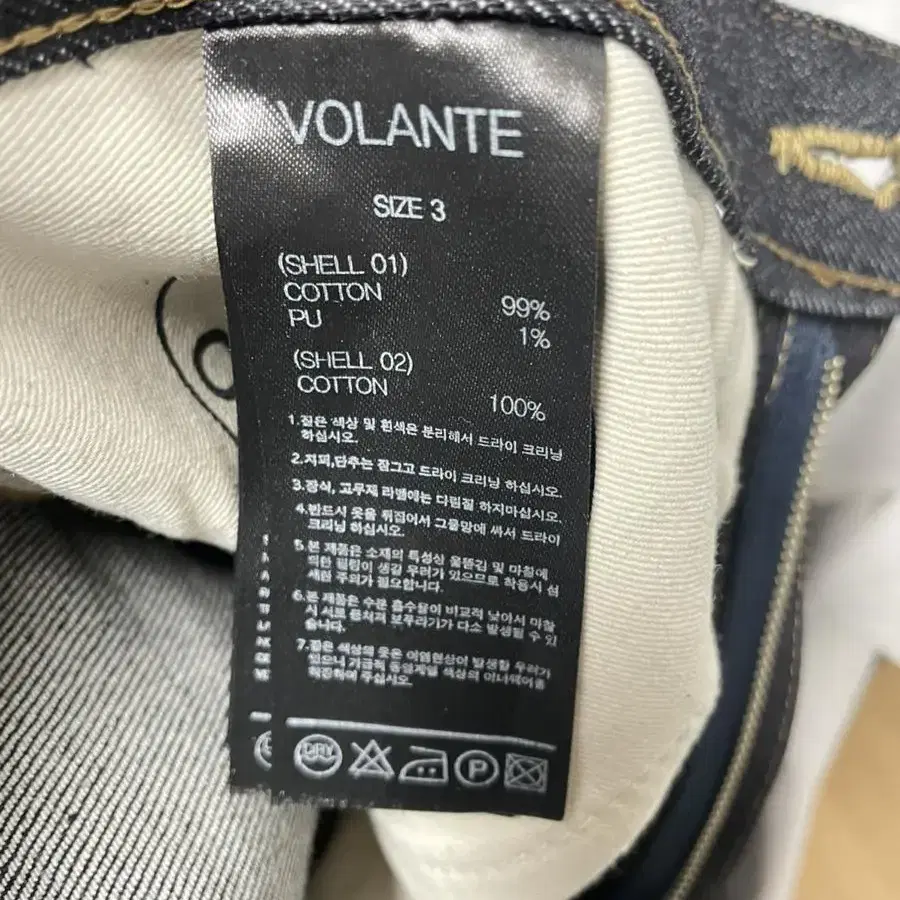 VOLANTE
SIZE 3
(SHELL 01)
COTTON 99%
PU 1%
(SHELL 02)
COTTON 100%
1.짙은 색상 및 흰색은 분리해서 드라이 크리닝
하십시오.
2.지퍼,단추는 잠그고 드라이 크리닝 하십시오.
3.장식, 고무제 라벨에는 다림질 하지마십시오.
4.반드시 옷을 뒤집어서 그물망에 싸서 드라이
크리닝 하십시오.
5.본 제품은 소재의 특성상 올뜯김 및 마찰에
의한 필링이 생길 우려가 있으므로 착용시 섬
세한 주의가 필요합니다.
6.본 제품은 수분 흡수율이 비교적 낮아서 마찰
시 서로 뭉쳐져 보푸라기가 다소 발생될 수 있
습니다.
7.짙은 색상의 옷은 이염현상이 발생할 우려가
있으니 가급적 동일계열 색상의 이너웨어를
착장하여 주십시오.
DRY
P